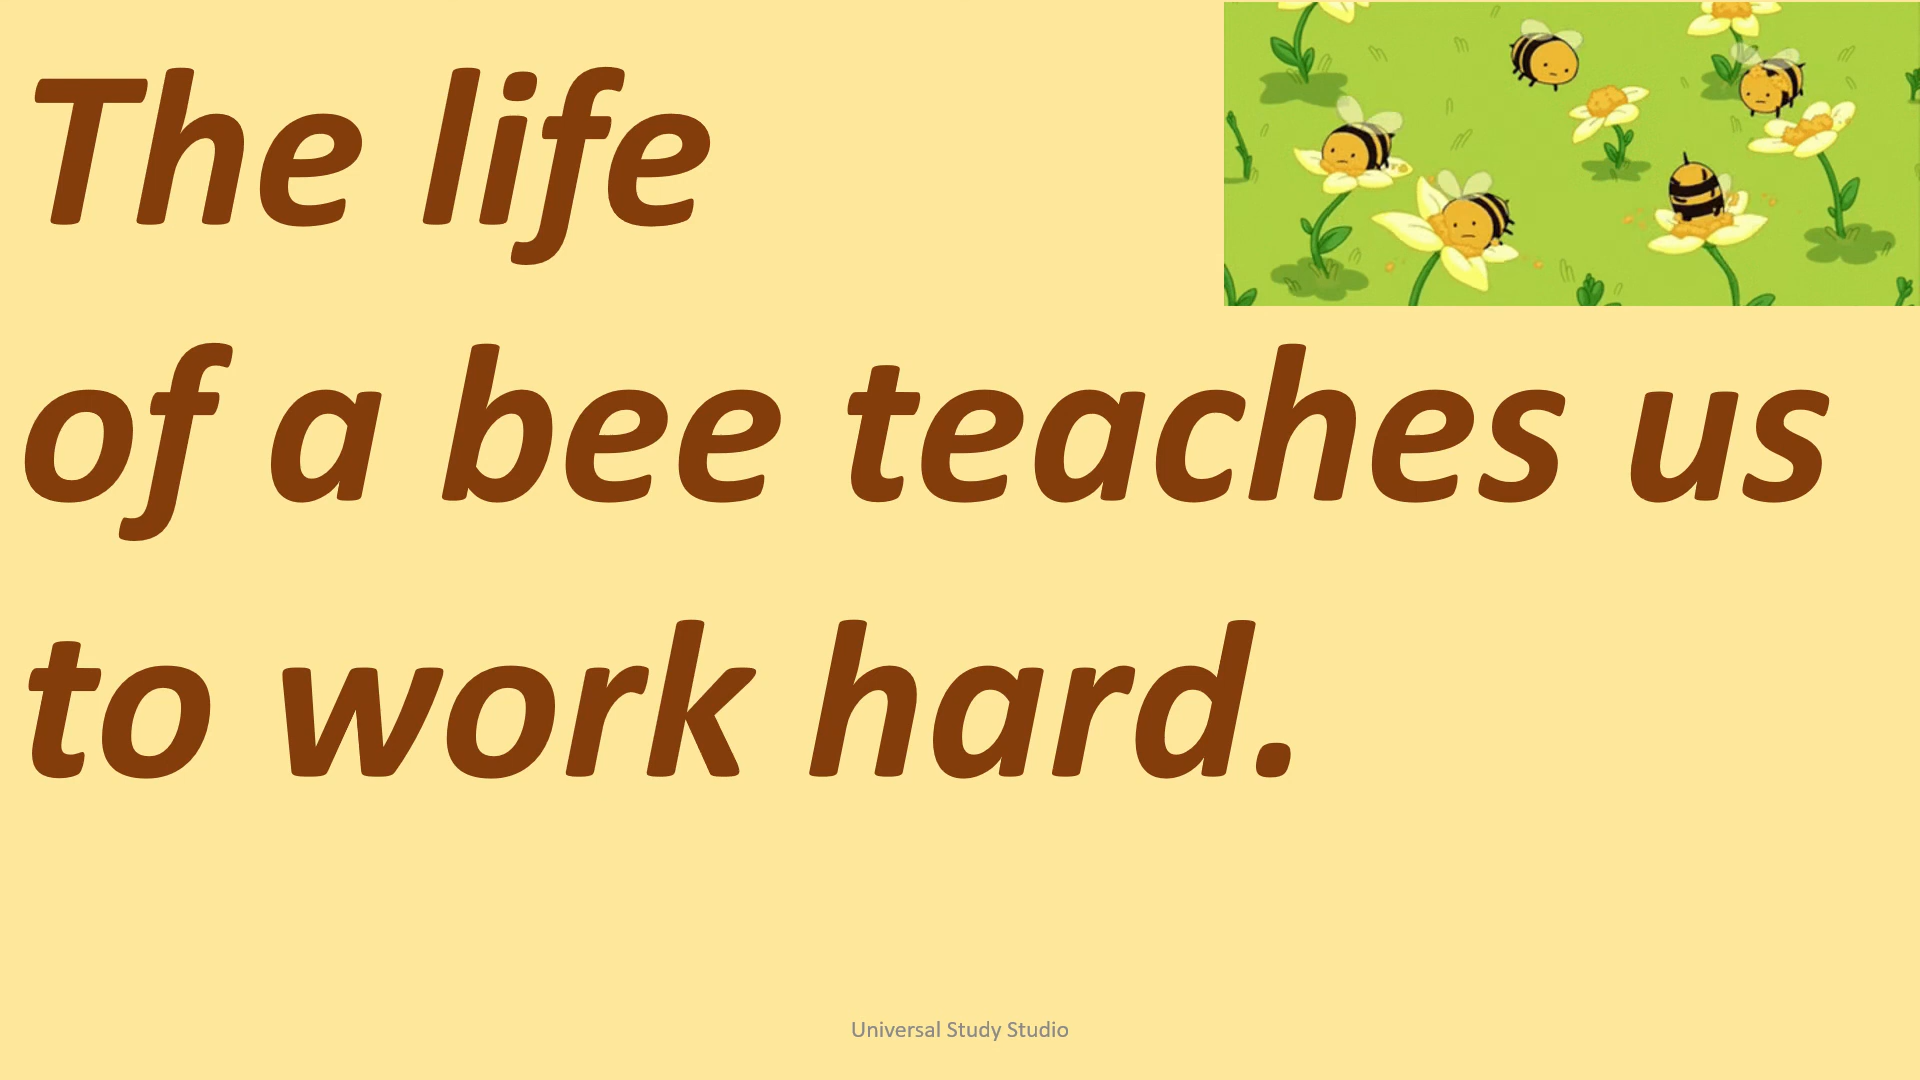 The life
of a bee teaches us
to work hard.
Universal Study Studio